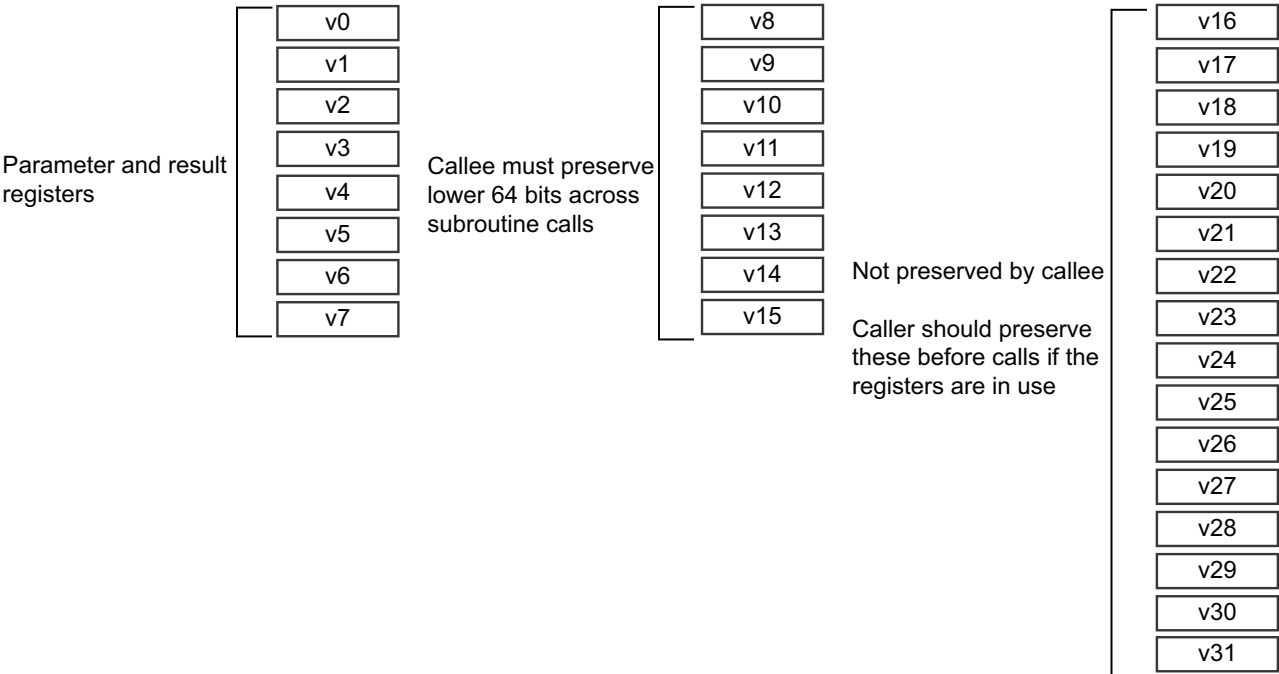 Parameter and result
registers
v0
v1
v2
v3
v4
v5
v6
v7
Callee must preserve
lower 64 bits across
subroutine calls
v8
v9
v10
v11
v12
v13
v14
v15
Not preserved by callee
Caller should preserve
these before calls if the
registers are in use
v16
v17
v18
v19
v20
v21
v22
v23
v24
v25
v26
v27
v28
v29
v30
v31